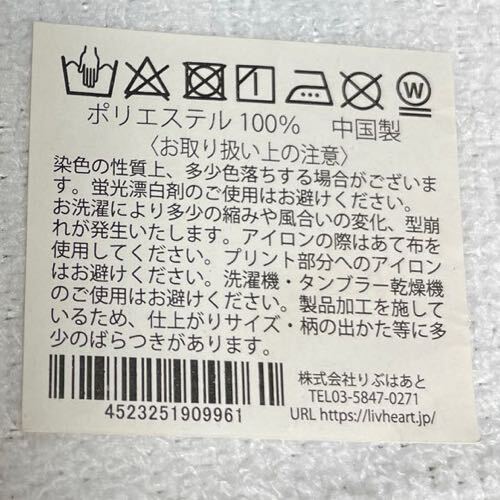 W
ポリエステル 100%　中国製
〈お取り扱い上の注意〉
染色の性質上、多少色落ちする場合がございま
す。蛍光漂白剤のご使用はお避けください。
お洗濯により多少の縮みや風合いの変化、型崩
れが発生いたします。アイロンの際はあて布を
使用してください。プリント部分へのアイロン
はお避けください。洗濯機・タンブラー乾燥機
のご使用はお避けください。製品加工を施して
いるため、仕上がりサイズ・柄の出かた等に多
少のばらつきがあります。
4523251909961
株式会社りぶはあと
TEL03-5847-0271
URL https://livheart.jp/